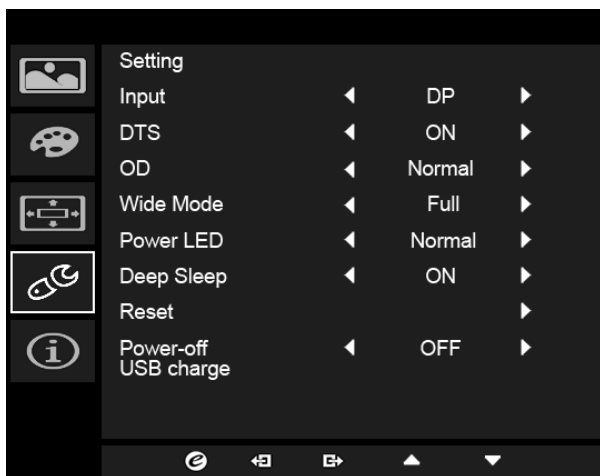 Setting
Input DP
DTS ON
OD Normal
Wide Mode Full
Power LED Normal
Deep Sleep ON
Reset
Power-off OFF
USB charge